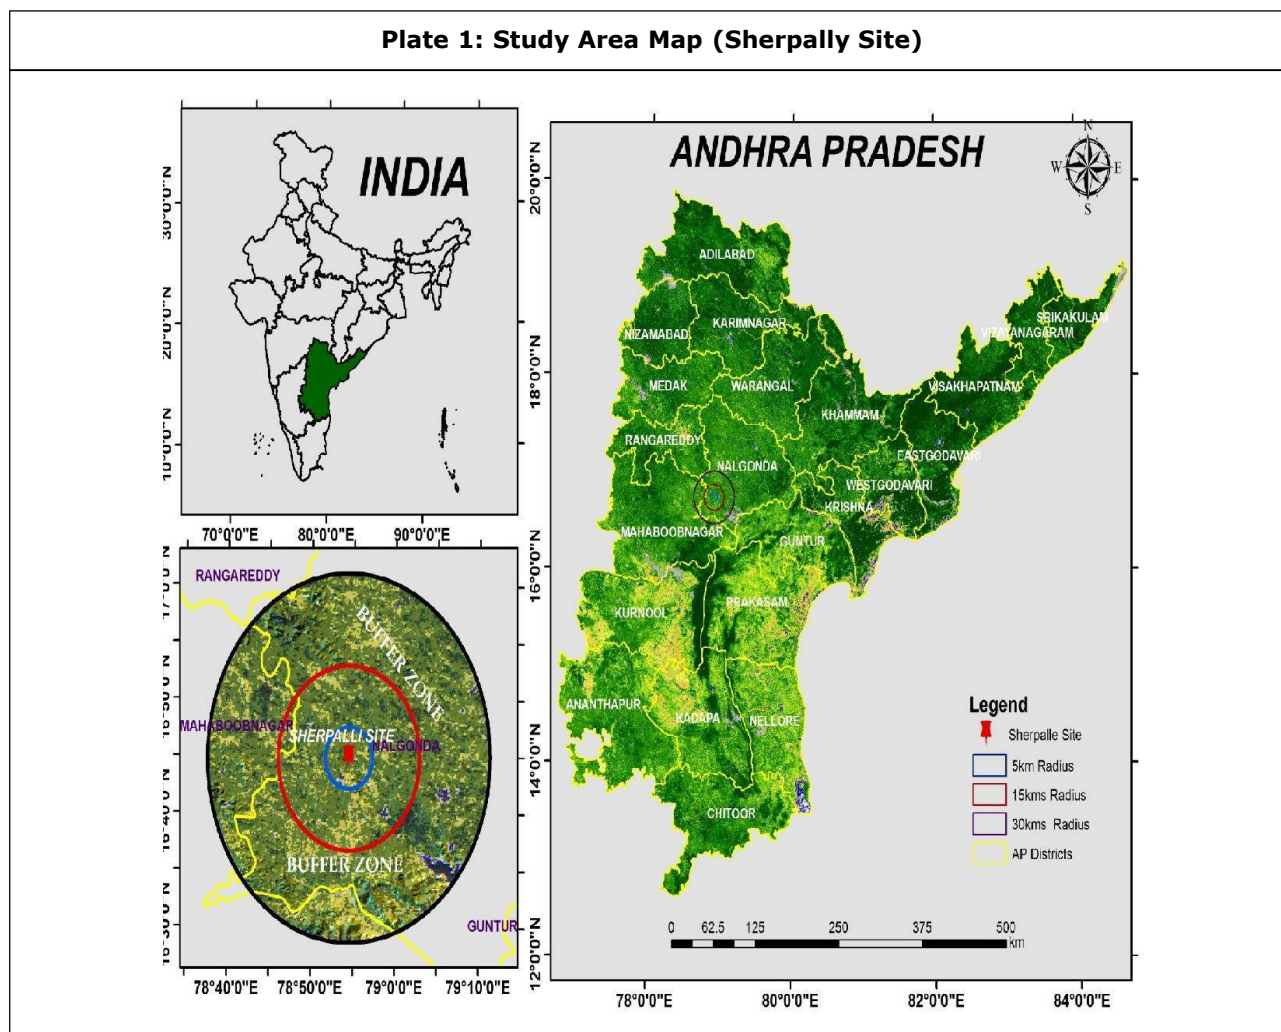 Plate 1: Study Area Map (Sherpally Site)
INDIA
30°0'0"N
20°0'0"N
10°0'0"N
70°0'0"E
80°0'0"E
90°0'0"E
RANGAREDDY
BUFFER ZONE
MAHABOOBNAGAR
SHERPALLI SITE
NALGONDA
BUFFER ZONE
GUNTUR
78°40'0"E
78°50'0"E
79°0'0"E
79°10'0"E
ANDHRA PRADESH
N
W
E
S
20°0'0"N
18°0'0"N
16°0'0"N
14°0'0"N
12°0'0"N
ADILABAD
NIZAMABAD
KARIMNAGAR
SRIKAKULAM
VIZAYANAGARAM
MEDAK
WARANGAL
VISAKHAPATNAM
KHAMMAM
RANGAREDDY
EASTGODAVARI
NALGONDA
WESTGODAVARI
KRISHNA
MAHABOOBNAGAR
GUNTUR
KURNOOL
PRAKASAM
ANANTHAPUR
KADAPA
NELLORE
CHITOOR
Legend
Sherpalle Site
5km Radius
15kms Radius
30kms Radius
AP Districts
0 62.5 125 250 375 500
km
78°0'0"E
80°0'0"E
82°0'0"E
84°0'0"E